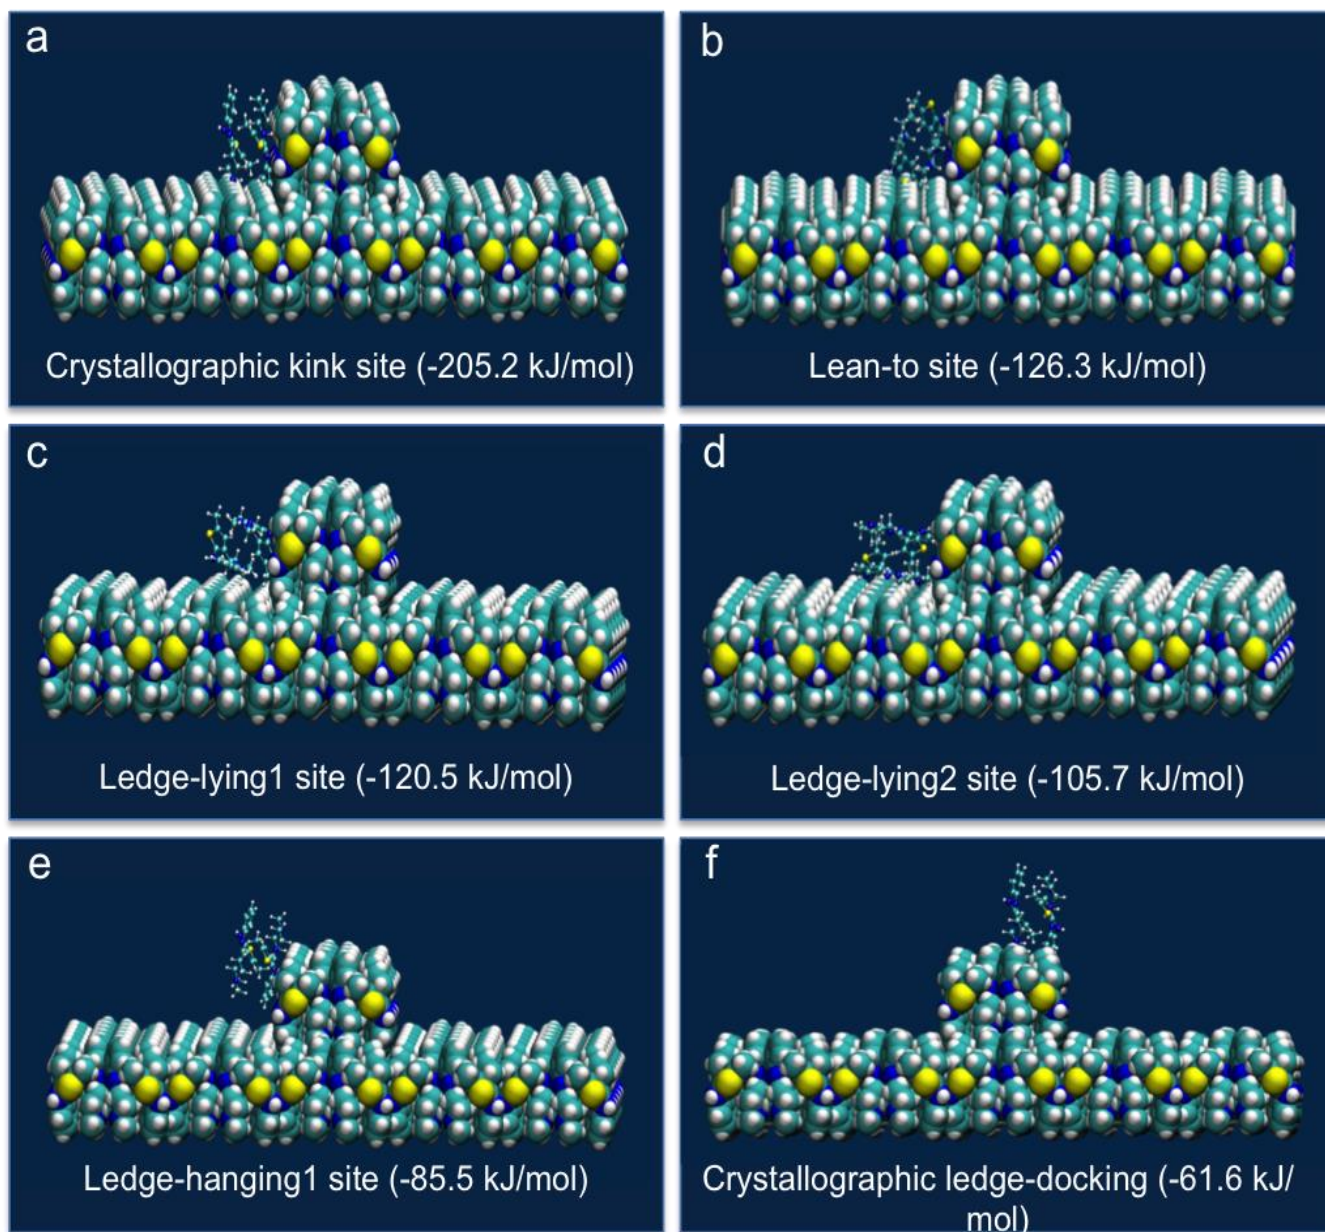 a
Crystallographic kink site (-205.2 kJ/mol)
b
Lean-to site (-126.3 kJ/mol)
c
Ledge-lying1 site (-120.5 kJ/mol)
d
Ledge-lying2 site (-105.7 kJ/mol)
e
Ledge-hanging1 site (-85.5 kJ/mol)
f
Crystallographic ledge-docking (-61.6 kJ/
mol)